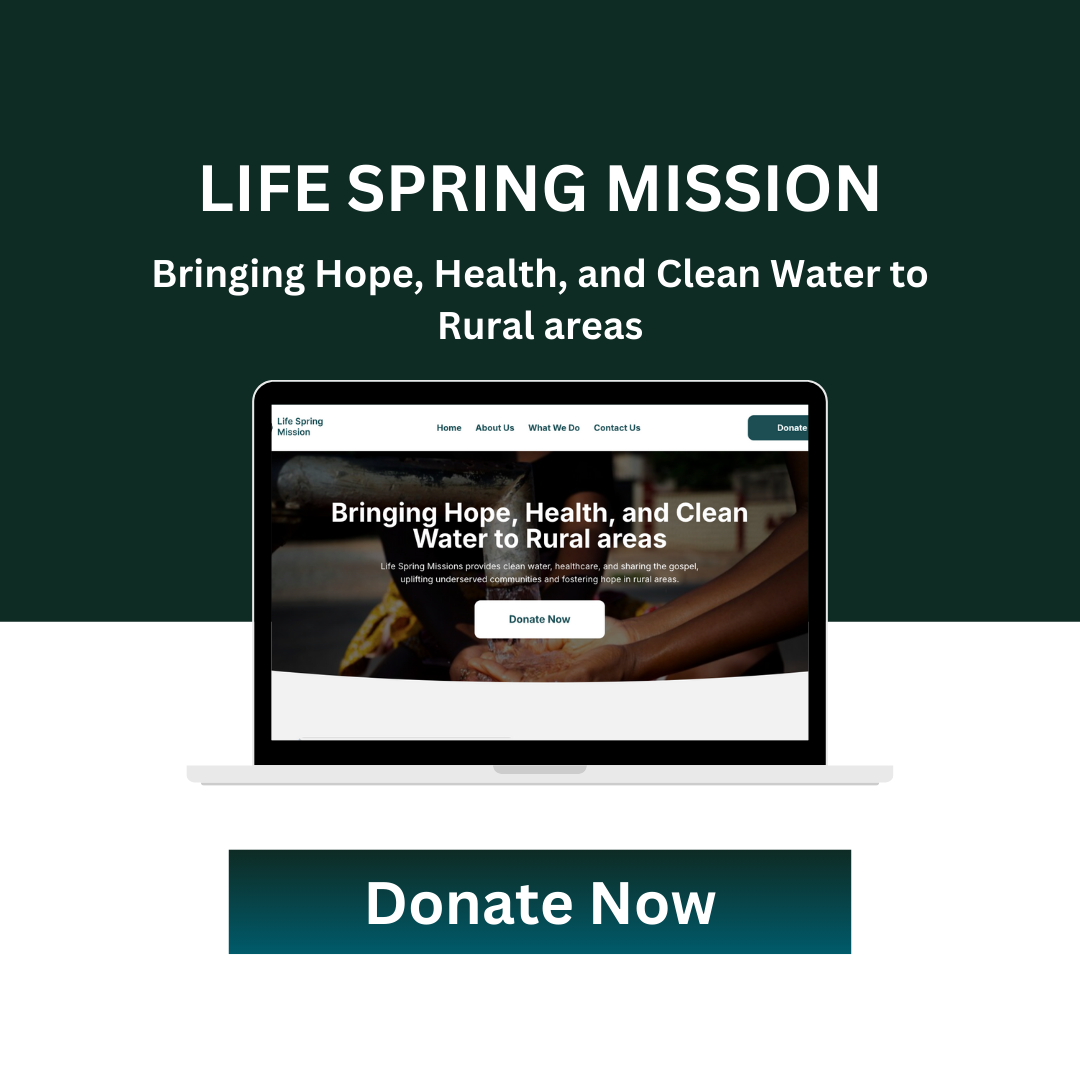 LIFE SPRING MISSION
Bringing Hope, Health, and Clean Water to
Rural areas
Life Spring
Mission
Home About Us What We Do Contact Us
Donate
Bringing Hope, Health, and Clean
Water to Rural areas
Life Spring Missions provides clean water, healthcare, and sharing the gospel,
uplifting underserved communities and fostering hope in rural areas.
Donate Now
Donate Now